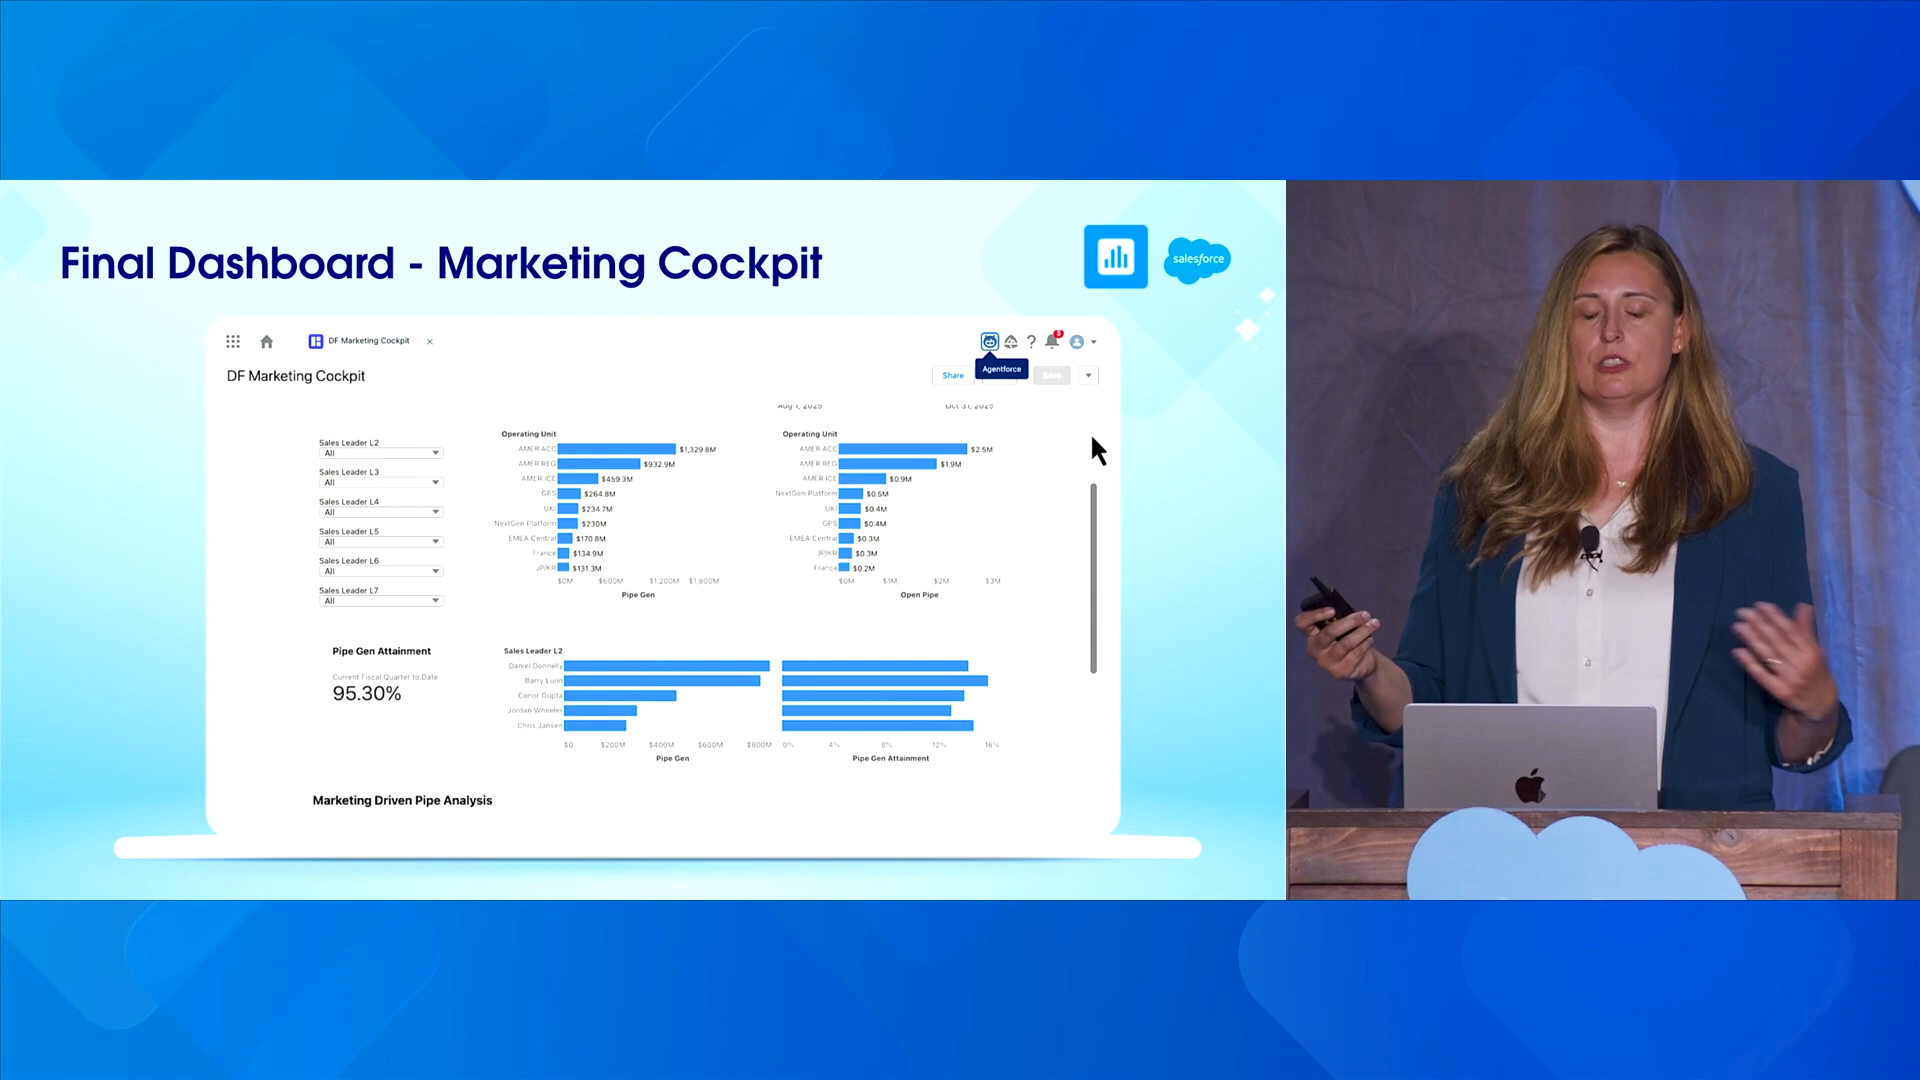 Final Dashboard - Marketing Cockpit
salesforce
DF Marketing Cockpit
3
DF Marketing Cockpit
Share
Agentforce
Save
Aug 1, 2025
Oct 31, 2025
Sales Leader L2
All
Sales Leader L3
All
Sales Leader L4
All
Sales Leader L5
All
Sales Leader L6
All
Sales Leader L7
All
Operating Unit
AMER ACC $1,329.8M
AMER REG $932.9M
AMER ICE $459.3M
GPS $264.8M
UKI $234.7M
NextGen Platform $230M
EMEA Central $170.8M
France $134.9M
JP/KR $131.3M
$0M $600M $1,200M $1,800M
Pipe Gen
Operating Unit
AMER ACC $2.5M
AMER REG $1.9M
AMER ICE $0.9M
NextGen Platform $0.5M
UKI $0.4M
GPS $0.4M
EMEA Central $0.3M
JP/KR $0.3M
France $0.2M
$0M $1M $2M $3M
Open Pipe
Pipe Gen Attainment
Current Fiscal Quarter to Date
95.30%
Sales Leader L2
Daniel Donnelly
Barry Lunn
Conor Gupta
Jordan Wheeler
Chris Jansen
$0 $200M $400M $600M $800M
Pipe Gen
0% 4% 8% 12% 16%
Pipe Gen Attainment
Marketing Driven Pipe Analysis